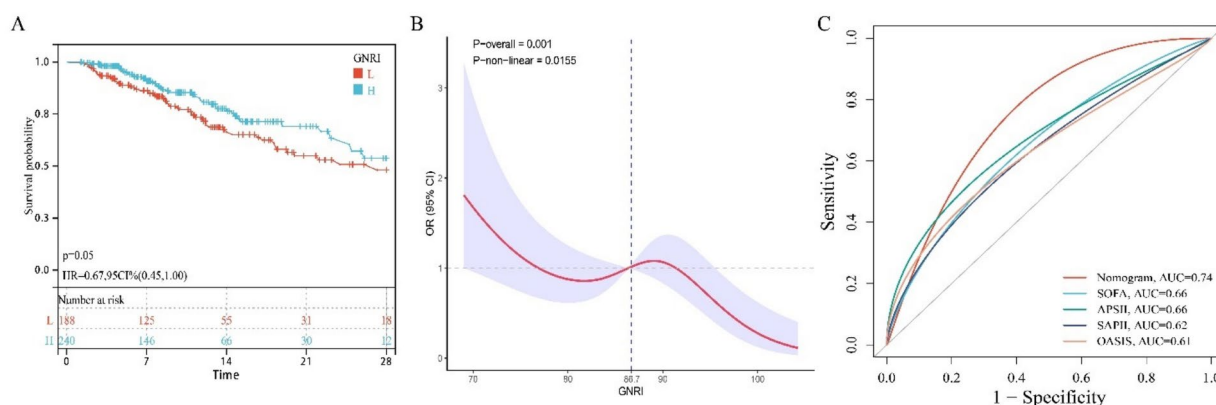 A
GNRI
L
H
Survival probability
1.0
0.8
0.5
0.3
0.0
p=0.05
HR=0.67,95CI%(0.45,1.00)
Number at risk
L 188 125 55 31 18
H 240 146 66 30 12
0 7 14 21 28
Time
B
P-overall = 0.001
P-non-linear = 0.0155
OR (95% CI)
3
2
1
0
70 80 86.7 90 100
GNRI
C
Sensitivity
1.0
0.8
0.6
0.4
0.2
0.0
Nomogram, AUC=0.74
SOFA, AUC=0.66
APSII, AUC=0.66
SAPII, AUC=0.62
OASIS, AUC=0.61
0.0 0.2 0.4 0.6 0.8 1.0
1 − Specificity